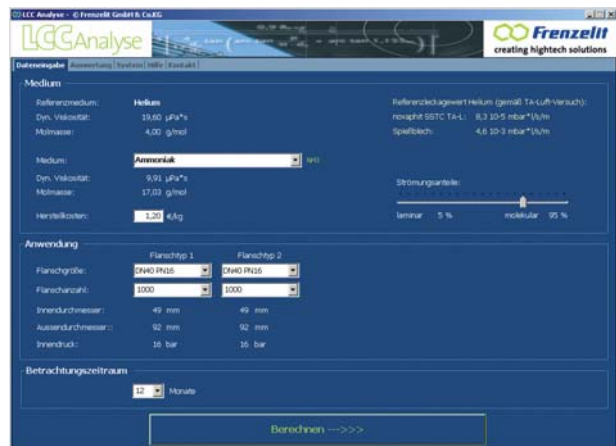 LCC Analyse - © Frenzelit GmbH & Co.KG
LCC Analyse
Frenzelit
creating hightech solutions
Dateneingabe Auswertung System Hilfe Kontakt
Medium
Referenzmedium: Helium
Dyn. Viskosität: 19,60 µPa*s
Molmasse: 4,00 g/mol
Referenzleckagewert Helium (gemäß TA-Luft-Versuch):
novaphit SSTC TA-L: 8,3 10-5 mbar*l/s/m
Spießblech: 4,6 10-3 mbar*l/s/m
Medium: Ammoniak NH3
Dyn. Viskosität: 9,91 µPa*s
Molmasse: 17,03 g/mol
Herstellkosten: 1,20 €/kg
Strömungsanteile:
laminar 5 % molekular 95 %
Anwendung
Flanschtyp 1 Flanschtyp 2
Flanschgröße: DN40 PN16 DN40 PN16
Flanschanzahl: 1000 1000
Innendurchmesser: 49 mm 49 mm
Aussendurchmesser:: 92 mm 92 mm
Innendruck: 16 bar 16 bar
Betrachtungszeitraum
12 Monate
Berechnen --->>>